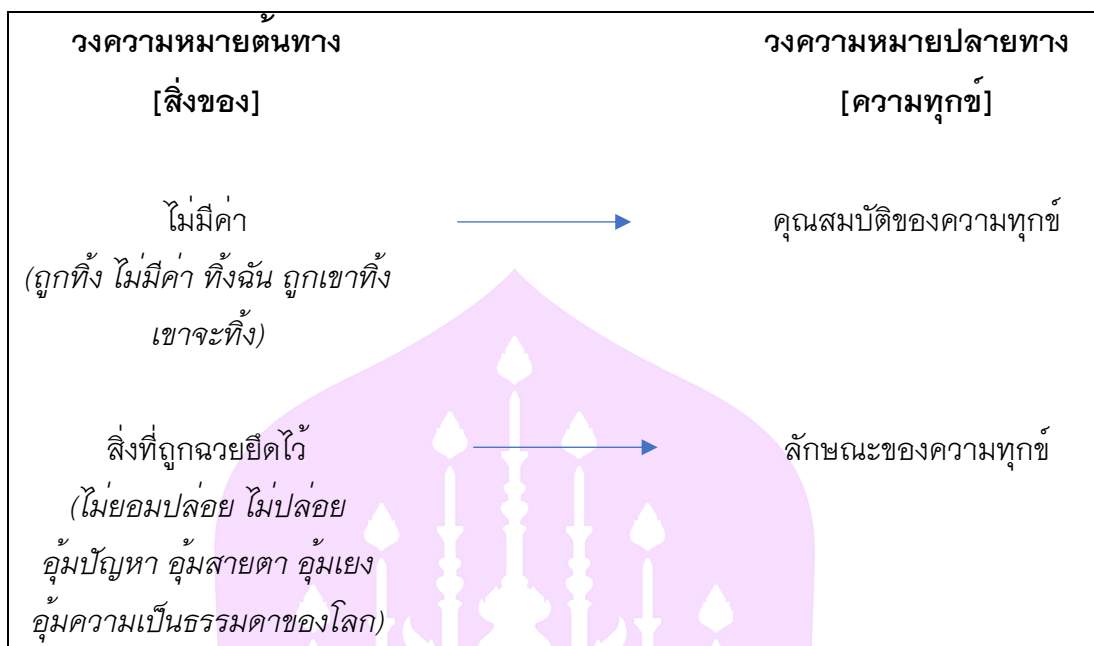 วงความหมายต้นทาง วงความหมายปลายทาง
[สิ่งของ] [ความทุกข์]
ไม่มีค่า คุณสมบัติของความทุกข์
(ถูกทิ้ง ไม่มีค่า ทิ้งฉัน ถูกเขาทิ้ง
เขาจะทิ้ง)
สิ่งที่ถูกฉวยยึดไว้ ลักษณะของความทุกข์
(ไม่ยอมปล่อย ไม่ปล่อย
อุ้มปัญหา อุ้มสายตา อุ้มเยง
อุ้มความเป็นธรรมดาของโลก)